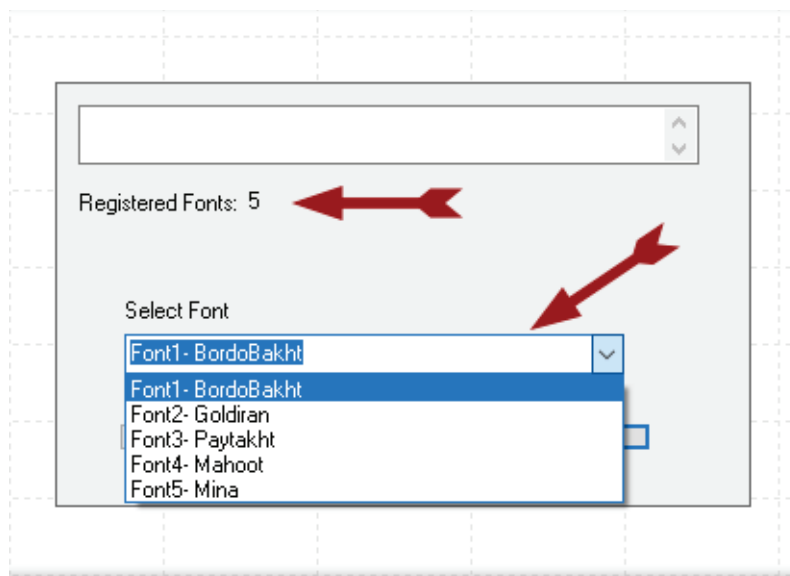 Registered Fonts: 5
Select Font
Font1- BordoBakht
Font1- BordoBakht
Font2- Goldiran
Font3- Paytakht
Font4- Mahoot
Font5- Mina